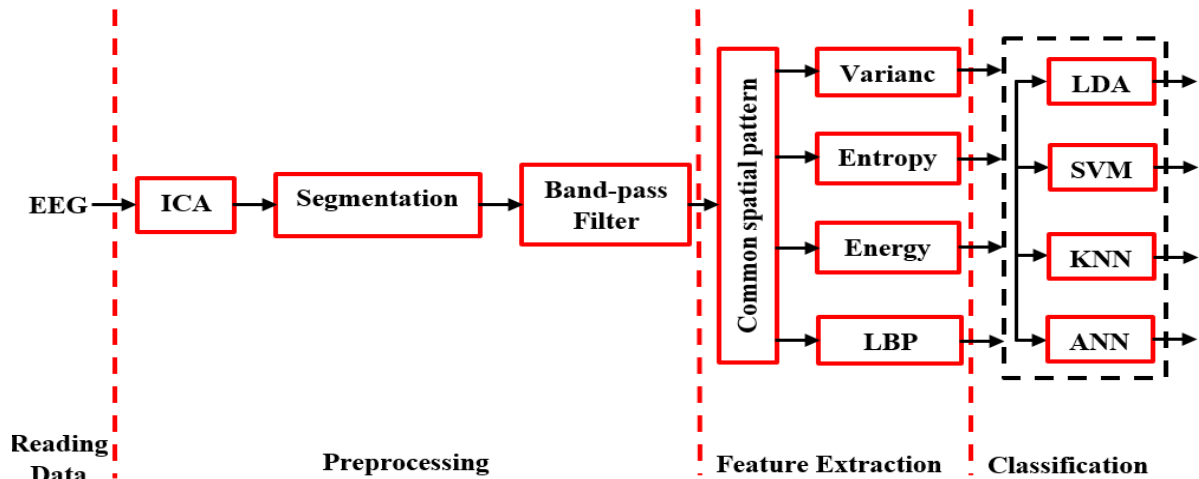 EEG
ICA
Segmentation
Band-pass
Filter
Common spatial pattern
Varianc
Entropy
Energy
LBP
LDA
SVM
KNN
ANN
Reading
Data
Preprocessing
Feature Extraction
Classification